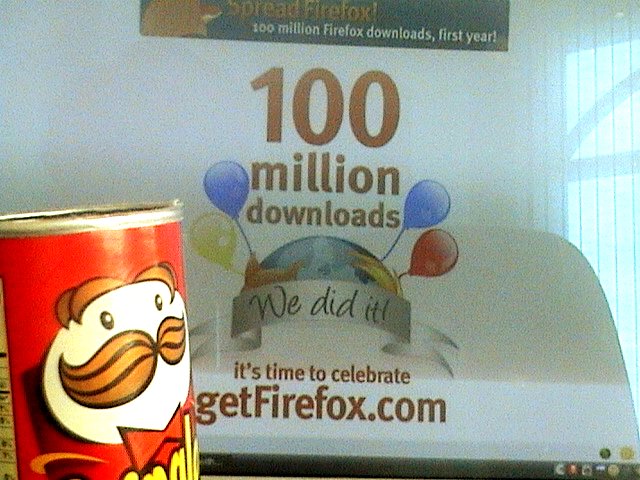 Spread Firefox!
100 million Firefox downloads, first year!
100
million
downloads
We did it!
it's time to celebrate
getFirefox.com